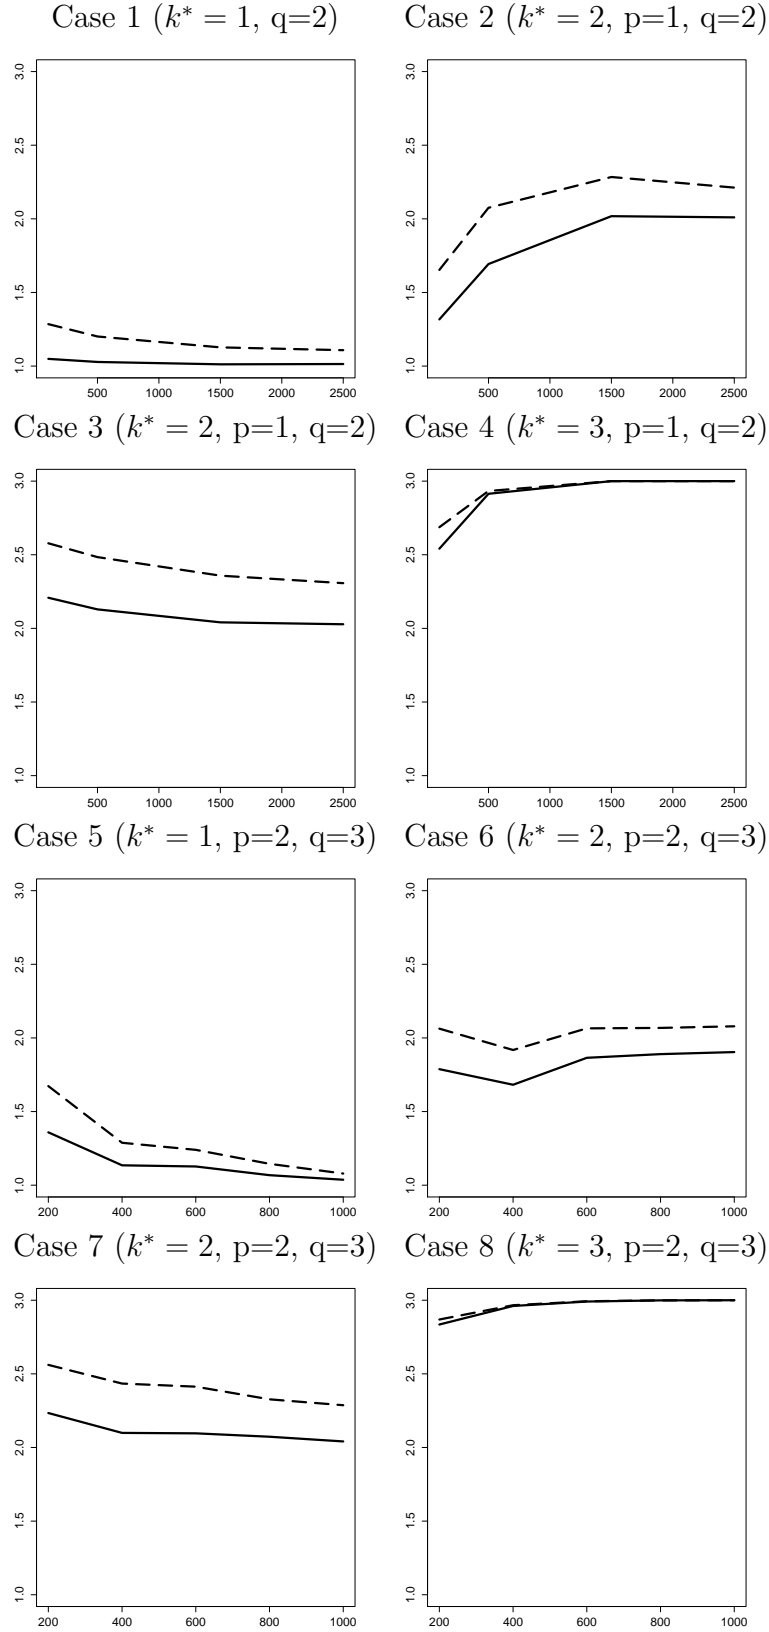 Case 1 (k* = 1, q=2)
Case 2 (k* = 2, p=1, q=2)
3.0
2.5
2.0
1.5
1.0
500 1000 1500 2000 2500
3.0
2.5
2.0
1.5
1.0
500 1000 1500 2000 2500
Case 3 (k* = 2, p=1, q=2)
Case 4 (k* = 3, p=1, q=2)
3.0
2.5
2.0
1.5
1.0
500 1000 1500 2000 2500
3.0
2.5
2.0
1.5
1.0
500 1000 1500 2000 2500
Case 5 (k* = 1, p=2, q=3)
Case 6 (k* = 2, p=2, q=3)
3.0
2.5
2.0
1.5
1.0
200 400 600 800 1000
3.0
2.5
2.0
1.5
1.0
200 400 600 800 1000
Case 7 (k* = 2, p=2, q=3)
Case 8 (k* = 3, p=2, q=3)
3.0
2.5
2.0
1.5
1.0
200 400 600 800 1000
3.0
2.5
2.0
1.5
1.0
200 400 600 800 1000